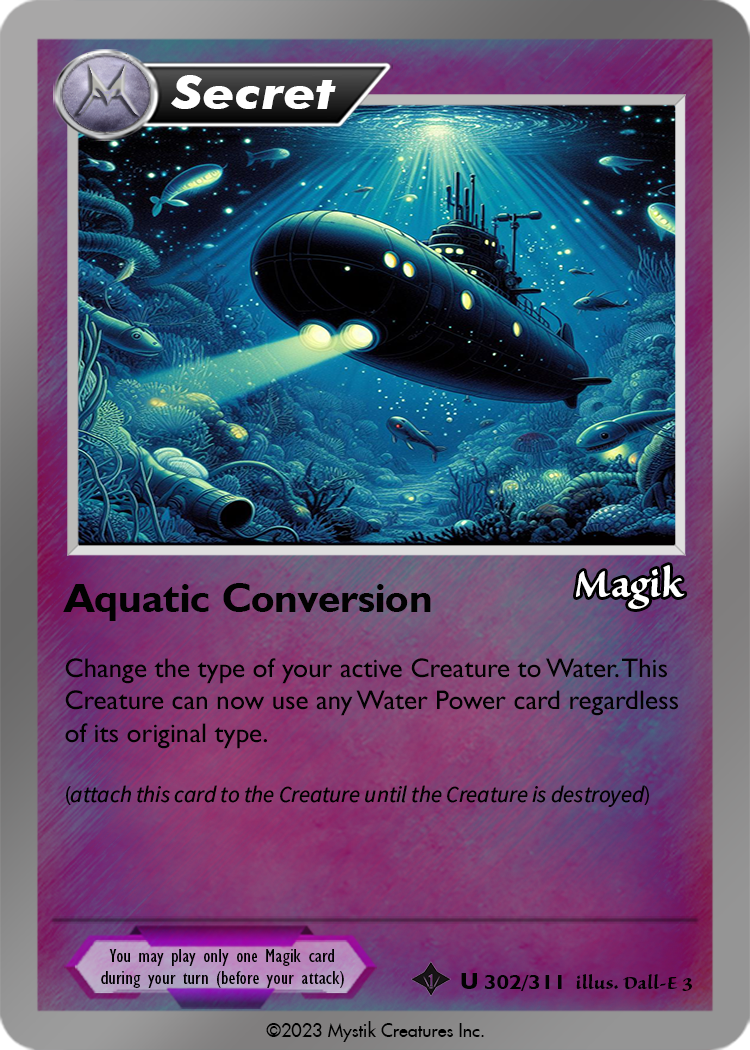 Secret
Aquatic Conversion
Magik
Change the type of your active Creature to Water. This
Creature can now use any Water Power card regardless
of its original type.
(attach this card to the Creature until the Creature is destroyed)
You may play only one Magik card
during your turn (before your attack)
1 U 302/311 illus. Dall-E 3
©2023 Mystik Creatures Inc.